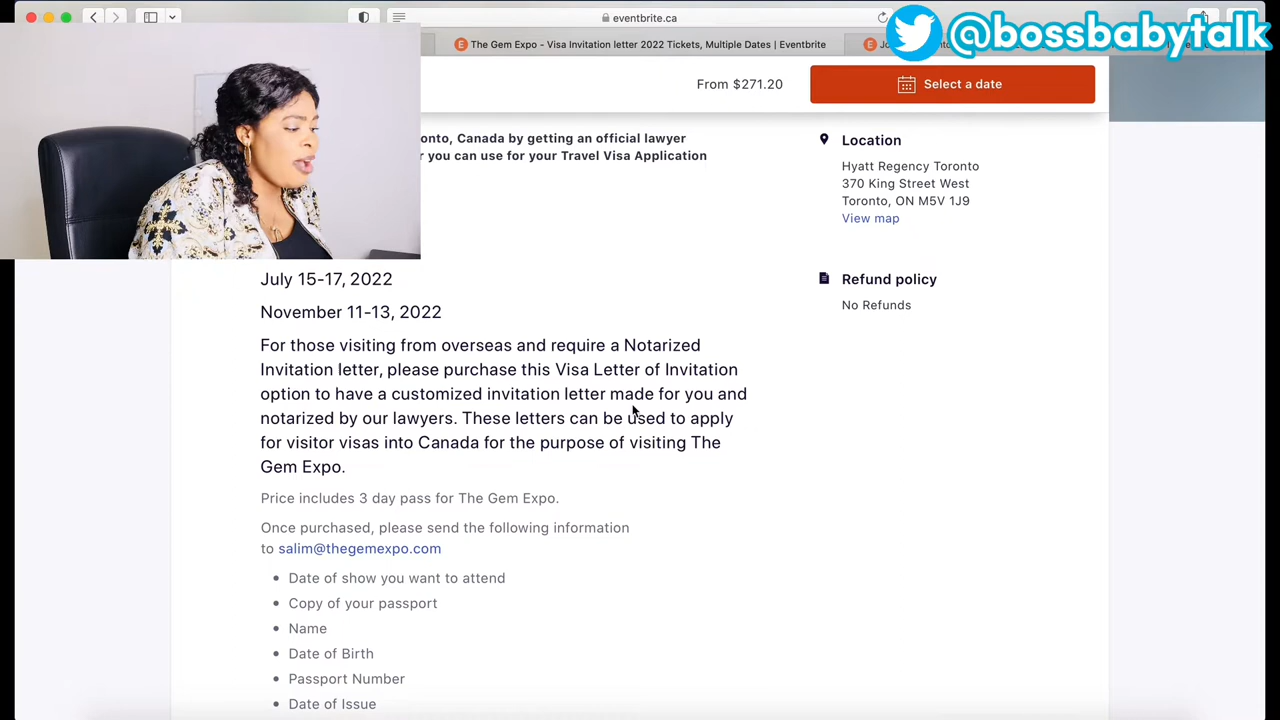 eventbrite.ca
The Gem Expo - Visa Invitation letter 2022 Tickets, Multiple Dates | Eventbrite
@bossbabytalk
From $271.20
Select a date
onto, Canada by getting an official lawyer
r you can use for your Travel Visa Application
July 15-17, 2022
November 11-13, 2022
For those visiting from overseas and require a Notarized
Invitation letter, please purchase this Visa Letter of Invitation
option to have a customized invitation letter made for you and
notarized by our lawyers. These letters can be used to apply
for visitor visas into Canada for the purpose of visiting The
Gem Expo.
Price includes 3 day pass for The Gem Expo.
Once purchased, please send the following information
to salim@thegemexpo.com
Date of show you want to attend
Copy of your passport
Name
Date of Birth
Passport Number
Date of Issue
Location
Hyatt Regency Toronto
370 King Street West
Toronto, ON M5V 1J9
View map
Refund policy
No Refunds